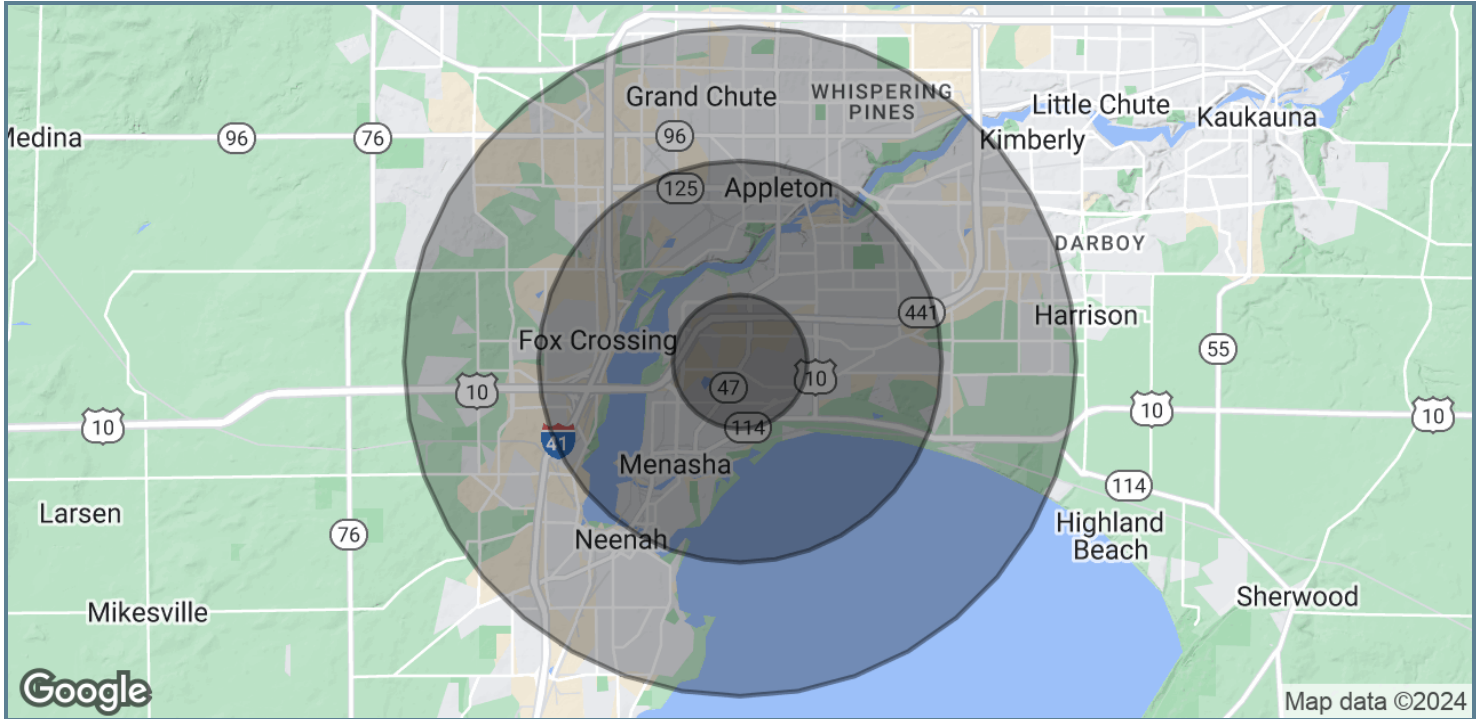 Grand Chute
WHISPERING
PINES
Little Chute
Kaukauna
Medina
96
76
96
Kimberly
125
Appleton
DARBOY
441
Harrison
Fox Crossing
55
10
47
10
10
10
10
114
41
Menasha
114
Larsen
76
Neenah
Highland
Beach
Sherwood
Mikesville
Google
Map data ©2024